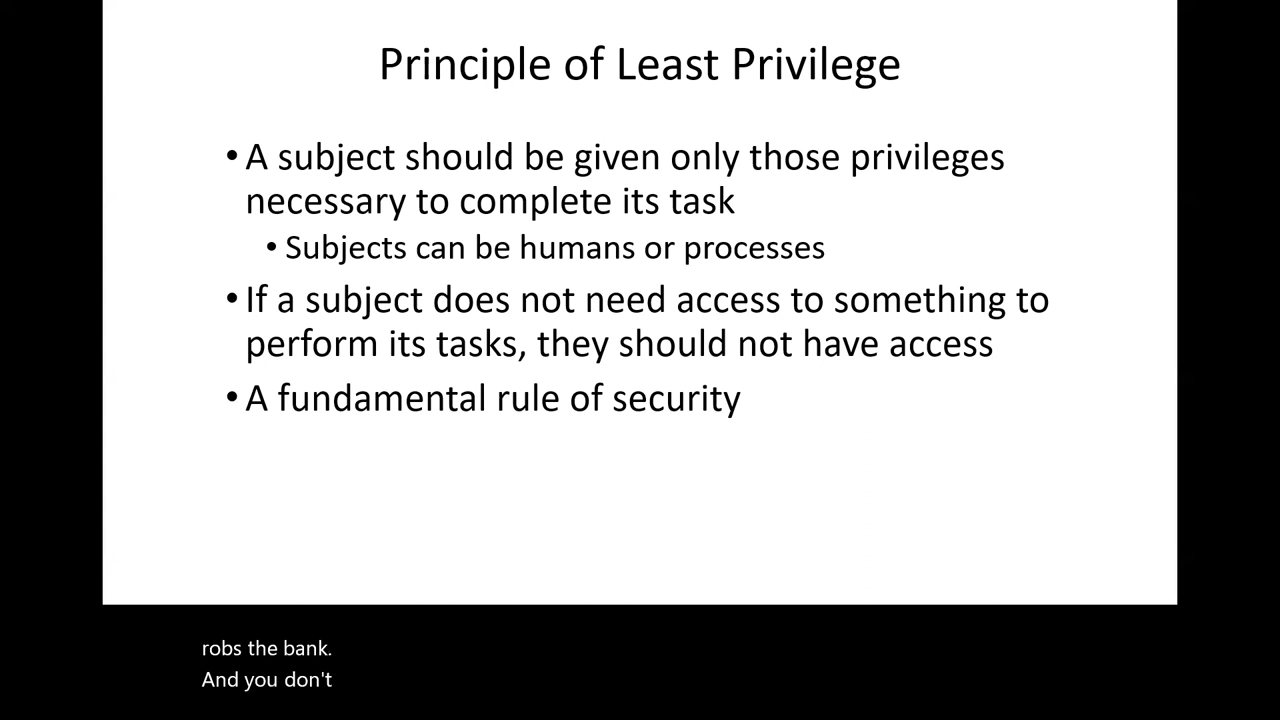 Principle of Least Privilege
• A subject should be given only those privileges
necessary to complete its task
• Subjects can be humans or processes
• If a subject does not need access to something to
perform its tasks, they should not have access
• A fundamental rule of security
robs the bank.
And you don't